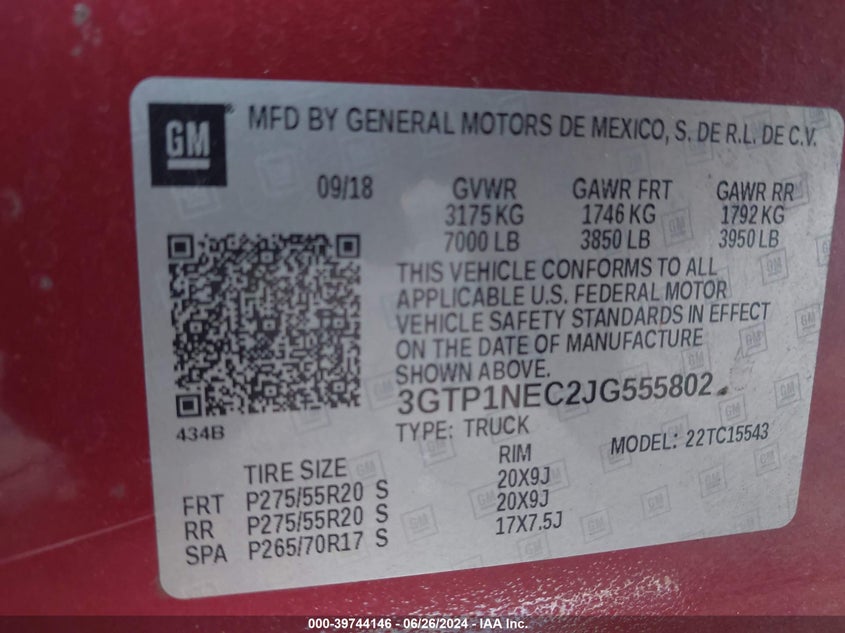 GM ® MFD BY GENERAL MOTORS DE MEXICO, S. DE R.L. DE C.V.
09/18 GVWR GAWR FRT GAWR RR
3175 KG 1746 KG 1792 KG
7000 LB 3850 LB 3950 LB
THIS VEHICLE CONFORMS TO ALL
APPLICABLE U.S. FEDERAL MOTOR
VEHICLE SAFETY STANDARDS IN EFFECT
ON THE DATE OF MANUFACTURE
SHOWN ABOVE.
3GTP1NEC2JG555802
434B TYPE: TRUCK MODEL: 22TC15543
TIRE SIZE RIM
FRT P275/55R20 S 20X9J
RR P275/55R20 S 20X9J
SPA P265/70R17 S 17X7.5J
000-39744146 / 06/26/2024 / IAA Inc.